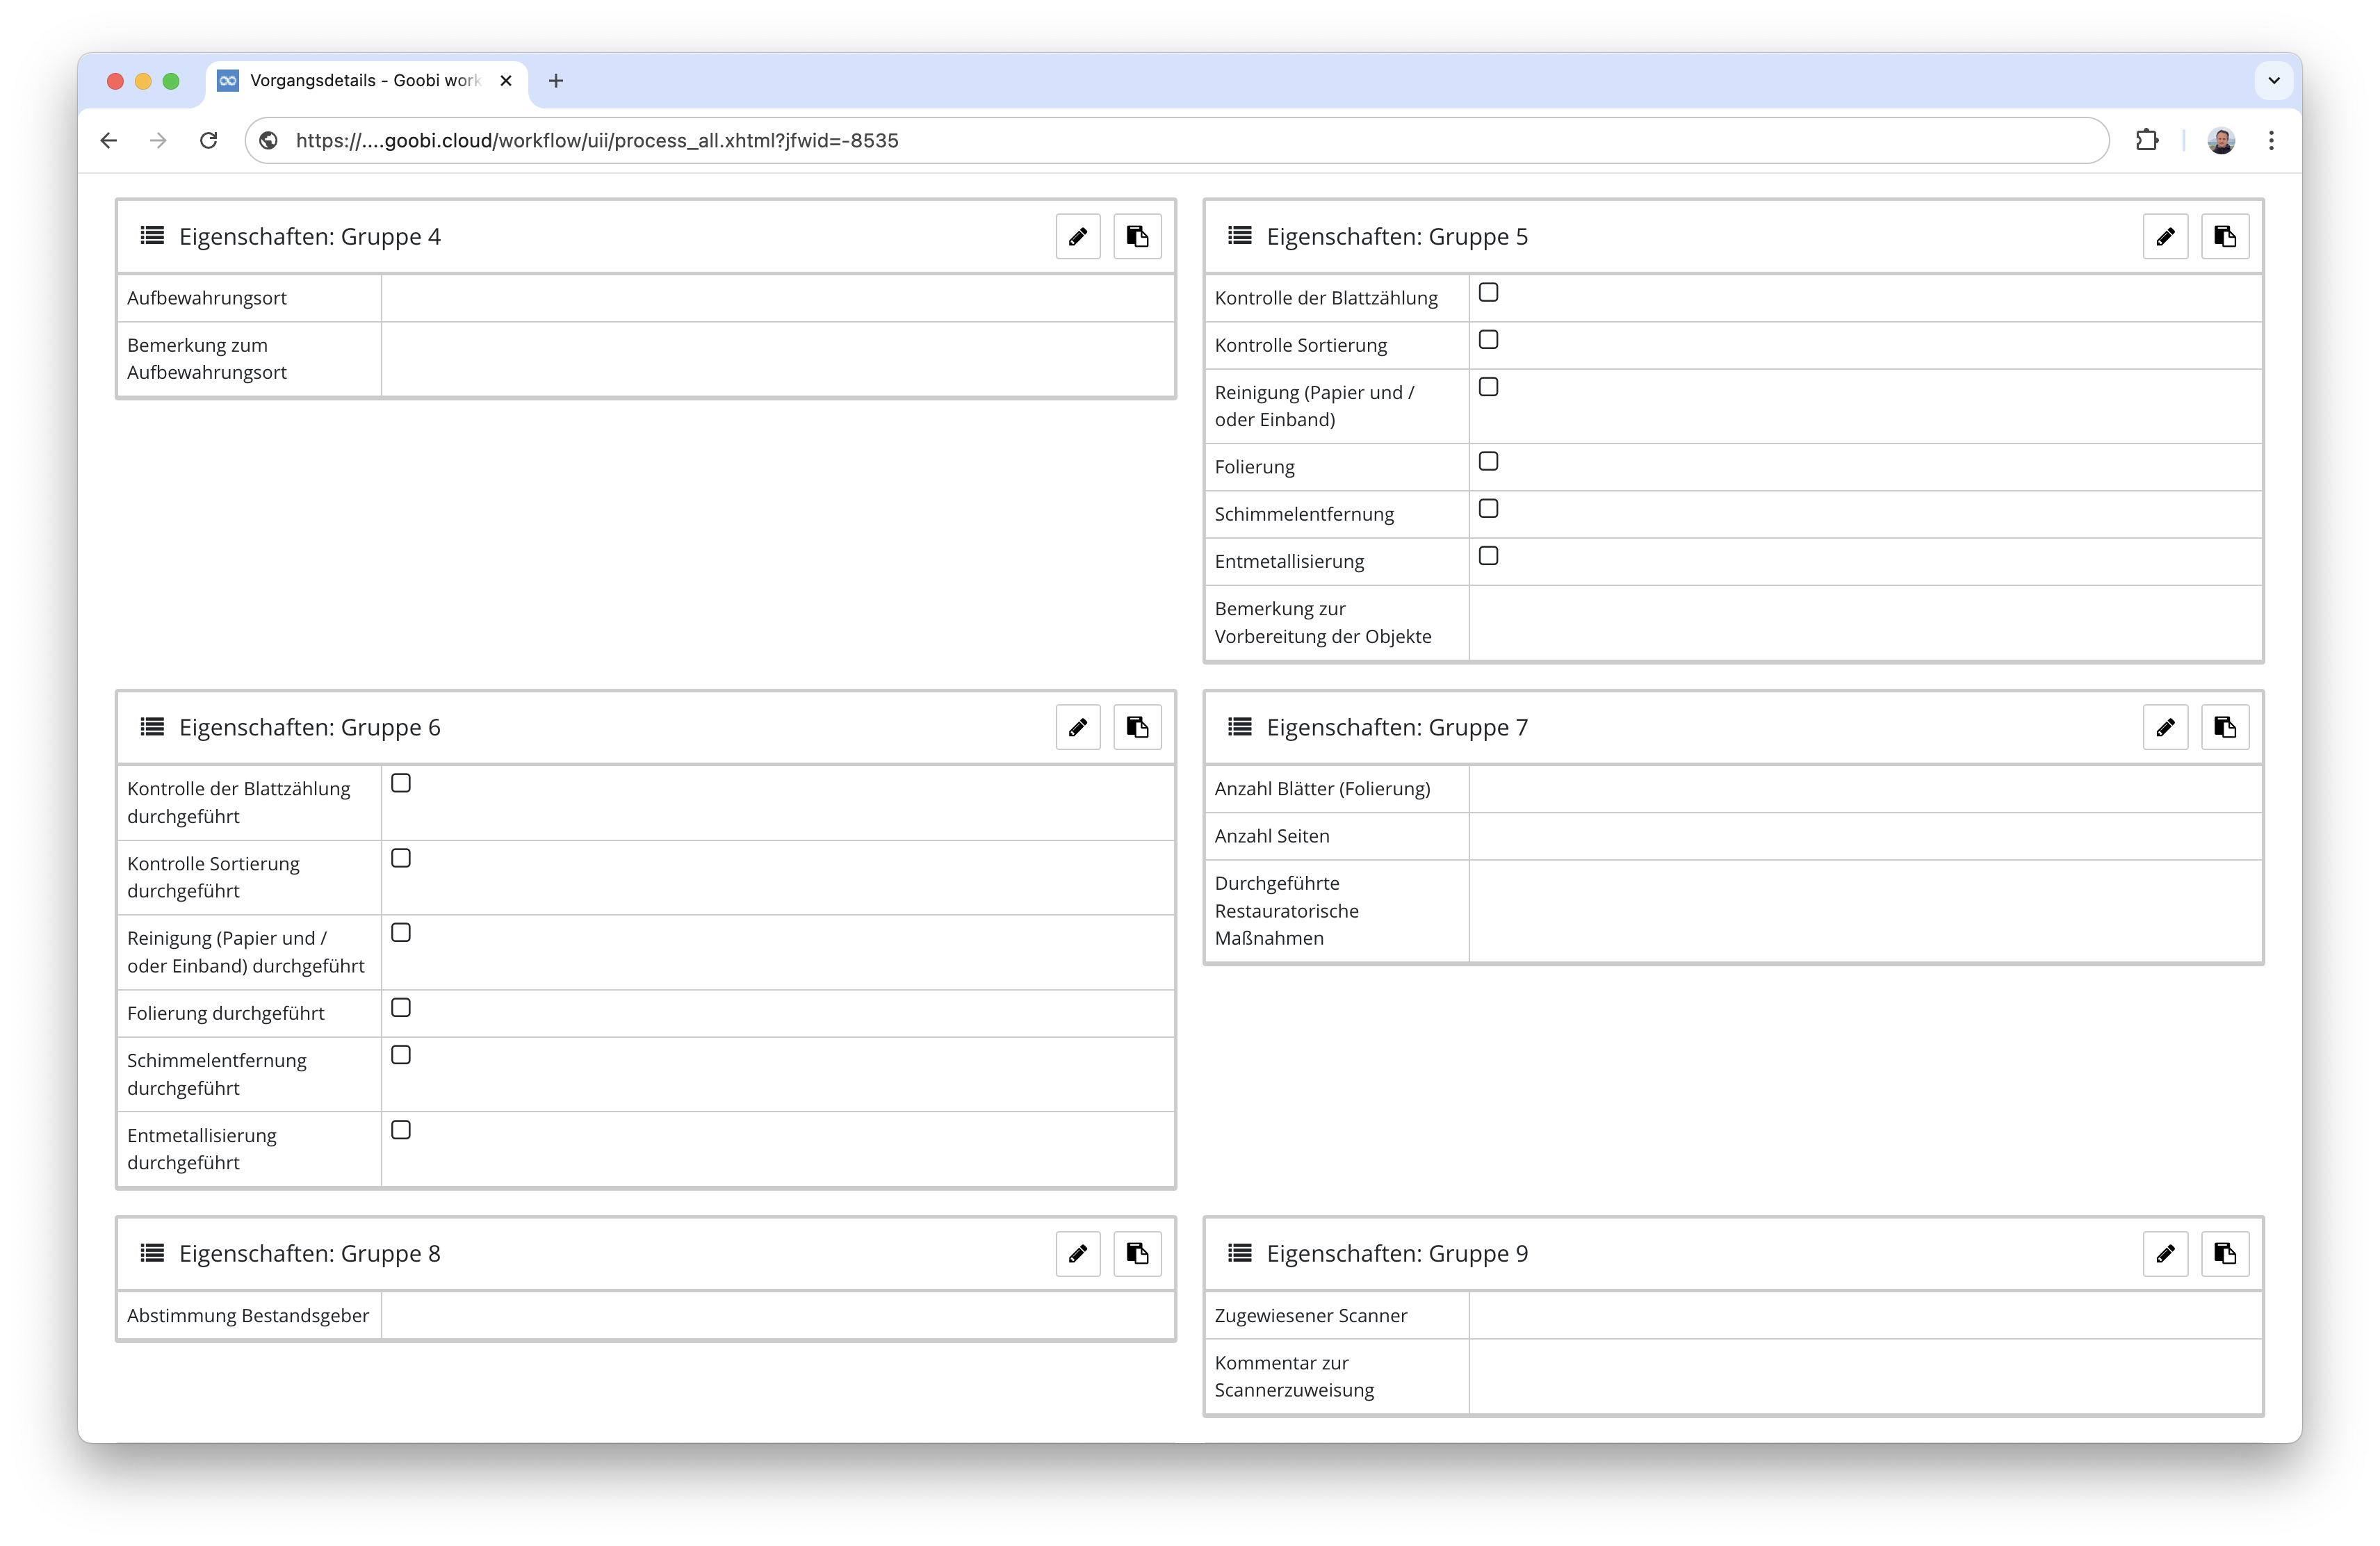 Vorgangsdetails - Goobi work
https://....goobi.cloud/workflow/uii/process_all.xhtml?jfwid=-8535
Eigenschaften: Gruppe 4
Aufbewahrungsort
Bemerkung zum
Aufbewahrungsort
Eigenschaften: Gruppe 5
Kontrolle der Blattzählung
Kontrolle Sortierung
Reinigung (Papier und /
oder Einband)
Folierung
Schimmelentfernung
Entmetallisierung
Bemerkung zur
Vorbereitung der Objekte
Eigenschaften: Gruppe 6
Kontrolle der Blattzählung
durchgeführt
Kontrolle Sortierung
durchgeführt
Reinigung (Papier und /
oder Einband) durchgeführt
Folierung durchgeführt
Schimmelentfernung
durchgeführt
Entmetallisierung
durchgeführt
Eigenschaften: Gruppe 7
Anzahl Blätter (Folierung)
Anzahl Seiten
Durchgeführte
Restauratorische
Maßnahmen
Eigenschaften: Gruppe 8
Abstimmung Bestandsgeber
Eigenschaften: Gruppe 9
Zugewiesener Scanner
Kommentar zur
Scannerzuweisung